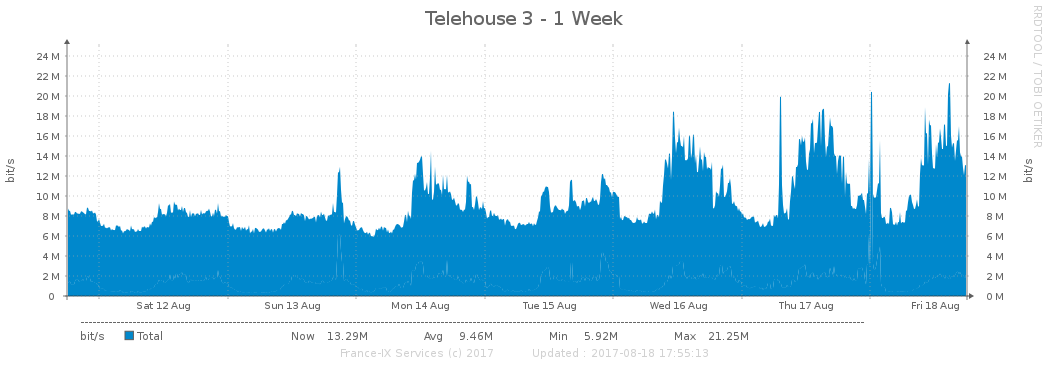 Telehouse 3 - 1 Week
RRDTOOL / TOBI OETIKER
bit/s
24 M 24 M
22 M 22 M
20 M 20 M
18 M 18 M
16 M 16 M
14 M 14 M
12 M 12 M
10 M 10 M
8 M 8 M
6 M 6 M
4 M 4 M
2 M 2 M
0 0 M
bit/s
Sat 12 Aug Sun 13 Aug Mon 14 Aug Tue 15 Aug Wed 16 Aug Thu 17 Aug Fri 18 Aug
bit/s Total Now 13.29M Avg 9.46M Min 5.92M Max 21.25M
France-IX Services (c) 2017 Updated : 2017-08-18 17:55:13